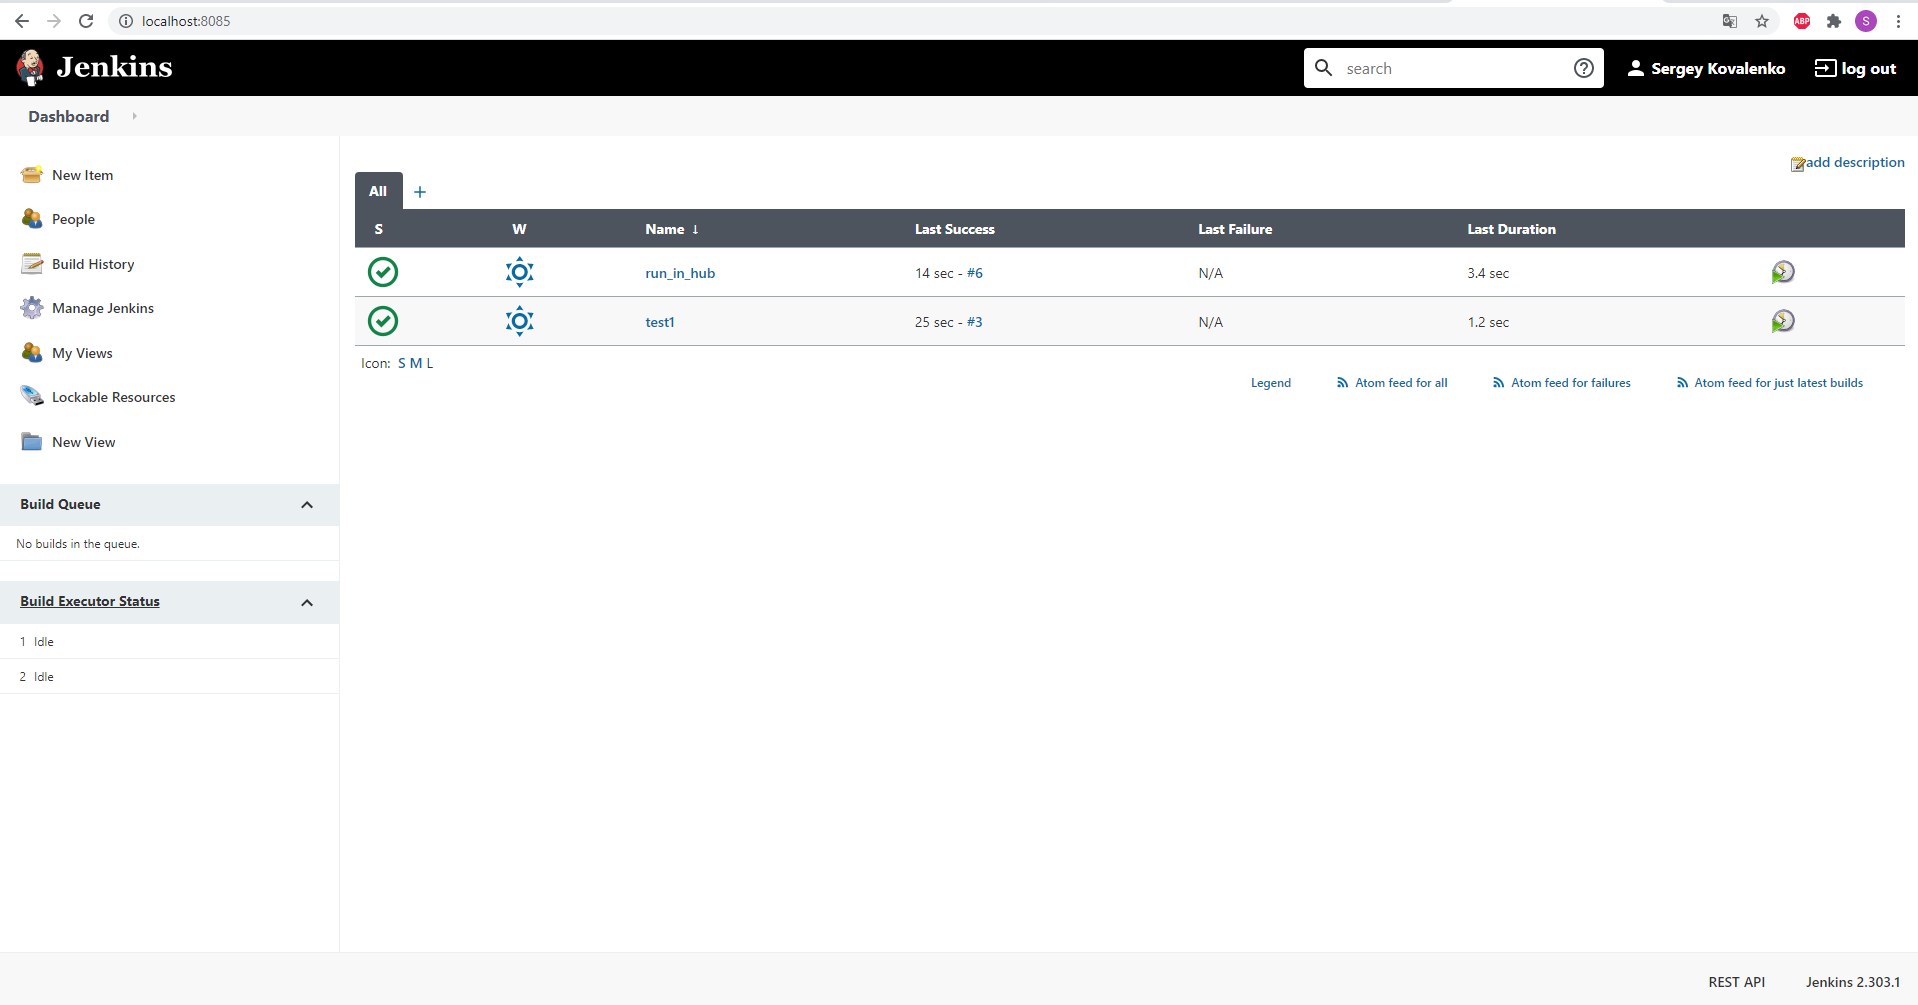 localhost:8085
ABP
S
Jenkins
search
Sergey Kovalenko
log out
Dashboard
New Item
People
Build History
Manage Jenkins
My Views
Lockable Resources
New View
Build Queue
No builds in the queue.
Build Executor Status
1 Idle
2 Idle
add description
All +
S W Name ↓ Last Success Last Failure Last Duration
run_in_hub 14 sec - #6 N/A 3.4 sec
test1 25 sec - #3 N/A 1.2 sec
Icon: S M L
Legend Atom feed for all Atom feed for failures Atom feed for just latest builds
REST API Jenkins 2.303.1